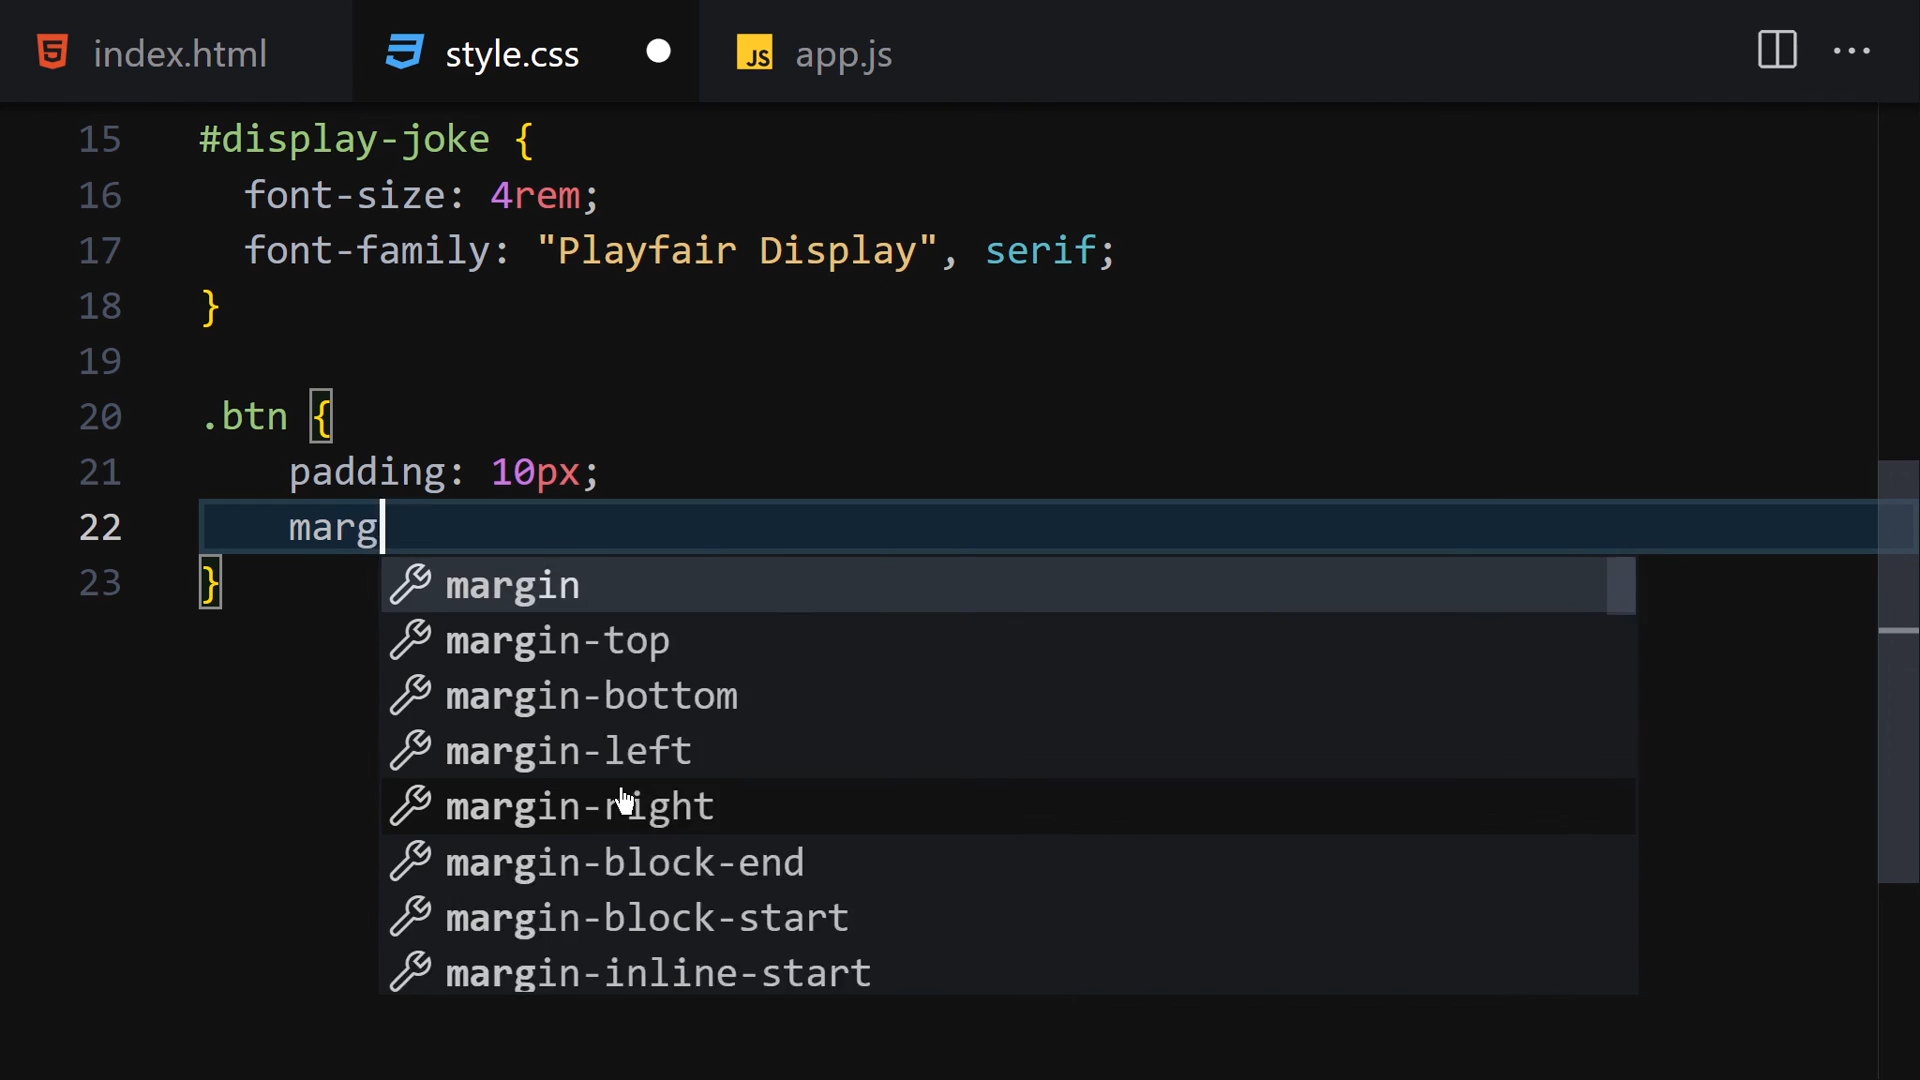 index.html style.css app.js
15 #display-joke {
16 font-size: 4rem;
17 font-family: "Playfair Display", serif;
18 }
19
20 .btn {
21 padding: 10px;
22 marg
23 }
margin
margin-top
margin-bottom
margin-left
margin-right
margin-block-end
margin-block-start
margin-inline-start